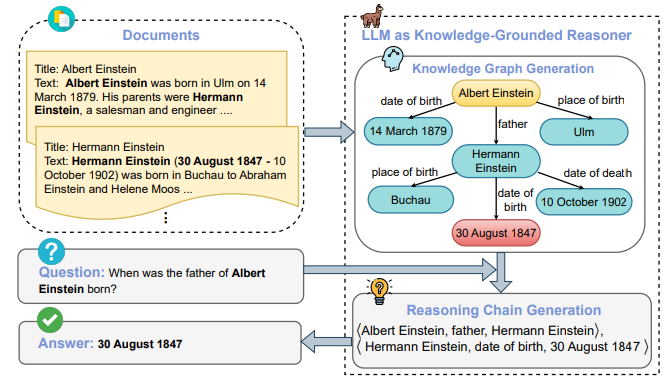 Documents
Title: Albert Einstein
Text: Albert Einstein was born in Ulm on 14
March 1879. His parents were Hermann
Einstein, a salesman and engineer ....
Title: Hermann Einstein
Text: Hermann Einstein (30 August 1847 - 10
October 1902) was born in Buchau to Abraham
Einstein and Helene Moos ...
⋮
Question: When was the father of Albert
Einstein born?
Answer: 30 August 1847
LLM as Knowledge-Grounded Reasoner
Knowledge Graph Generation
Albert Einstein
date of birth
place of birth
father
14 March 1879
Ulm
Hermann
Einstein
place of birth
date of
birth
date of death
Buchau
10 October 1902
30 August 1847
Reasoning Chain Generation
⟨Albert Einstein, father, Hermann Einstein⟩,
⟨ Hermann Einstein, date of birth, 30 August 1847 ⟩